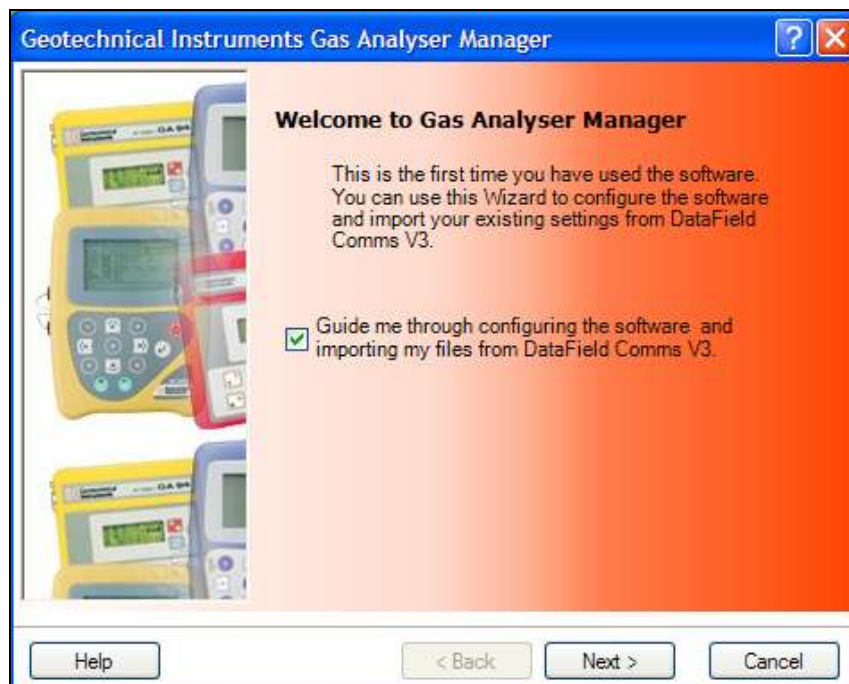 Geotechnical Instruments Gas Analyser Manager
Welcome to Gas Analyser Manager
This is the first time you have used the software.
You can use this Wizard to configure the software
and import your existing settings from DataField
Comms V3.
Guide me through configuring the software and
importing my files from DataField Comms V3.
Help
< Back
Next >
Cancel